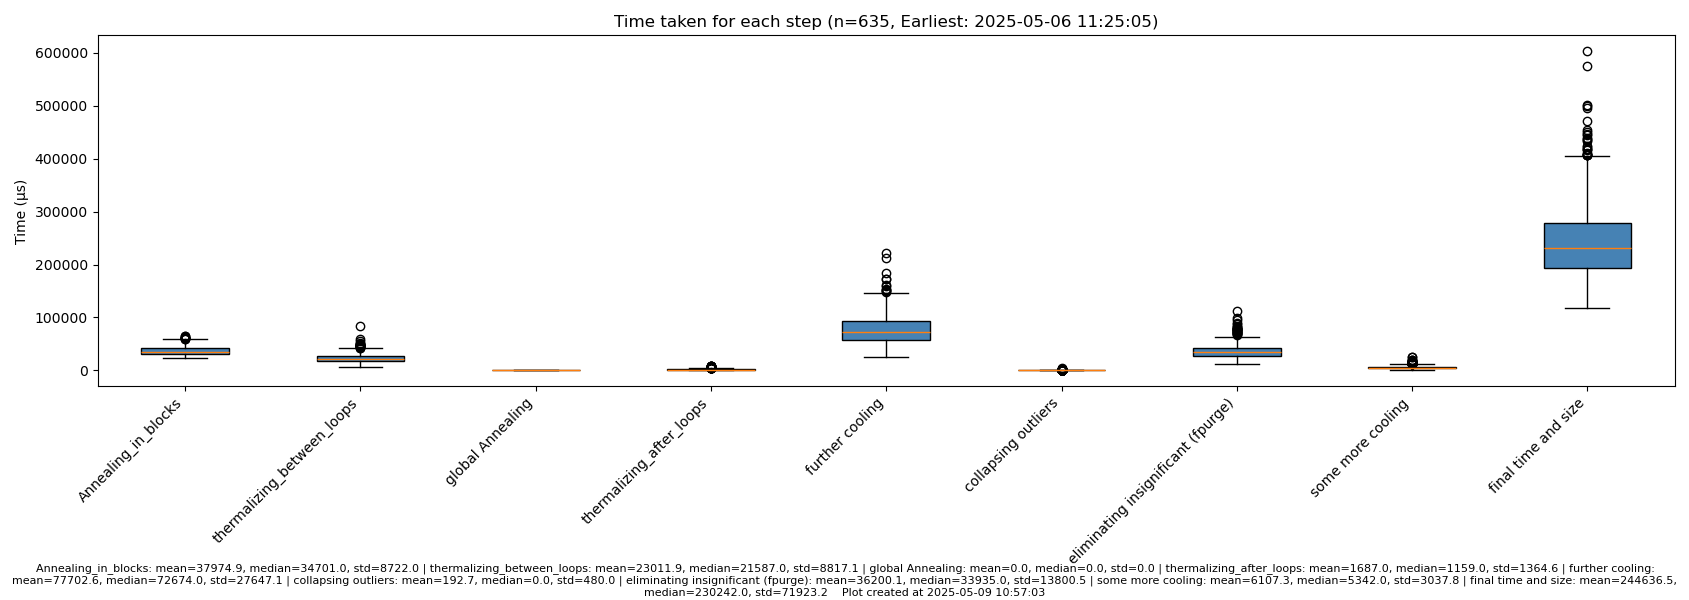 Time taken for each step (n=635, Earliest: 2025-05-06 11:25:05)
Time (µs)
600000
500000
400000
300000
200000
100000
0
Annealing_in_blocks
thermalizing_between_loops
global Annealing
thermalizing_after_loops
further cooling
collapsing outliers
eliminating insignificant (fpurge)
some more cooling
final time and size
Annealing_in_blocks: mean=37974.9, median=34701.0, std=8722.0 | thermalizing_between_loops: mean=23011.9, median=21587.0, std=8817.1 | global Annealing: mean=0.0, median=0.0, std=0.0 | thermalizing_after_loops: mean=1687.0, median=1159.0, std=1364.6 | further cooling:
mean=77702.6, median=72674.0, std=27647.1 | collapsing outliers: mean=192.7, median=0.0, std=480.0 | eliminating insignificant (fpurge): mean=36200.1, median=33935.0, std=13800.5 | some more cooling: mean=6107.3, median=5342.0, std=3037.8 | final time and size: mean=244636.5,
median=230242.0, std=71923.2    Plot created at 2025-05-09 10:57:03